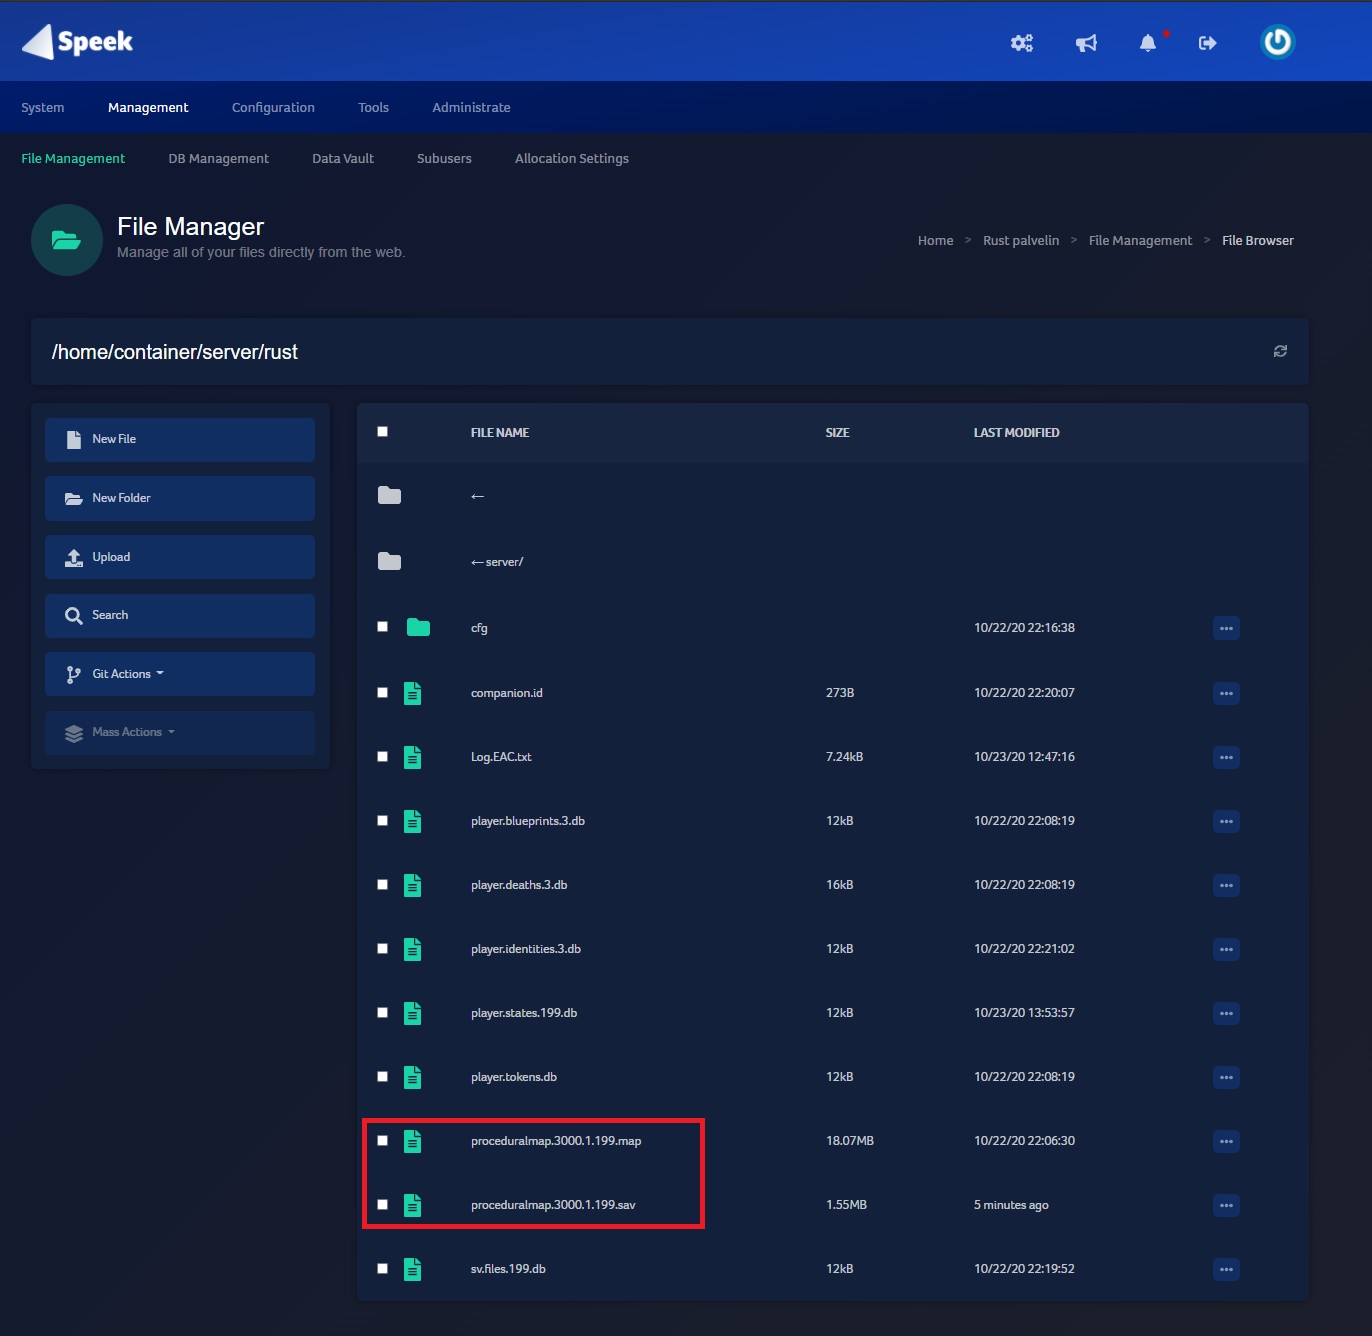 Speek
System Management Configuration Tools Administrate
File Management DB Management Data Vault Subusers Allocation Settings
File Manager
Manage all of your files directly from the web.
Home > Rust palvelin > File Management > File Browser
/home/container/server/rust
New File
New Folder
Upload
Search
Git Actions
Mass Actions
FILE NAME SIZE LAST MODIFIED
←
←server/
cfg 10/22/20 22:16:38
companion.id 273B 10/22/20 22:20:07
Log.EAC.txt 7.24kB 10/23/20 12:47:16
player.blueprints.3.db 12kB 10/22/20 22:08:19
player.deaths.3.db 16kB 10/22/20 22:08:19
player.identities.3.db 12kB 10/22/20 22:21:02
player.states.199.db 12kB 10/23/20 13:53:57
player.tokens.db 12kB 10/22/20 22:08:19
proceduralmap.3000.1.199.map 18.07MB 10/22/20 22:06:30
proceduralmap.3000.1.199.sav 1.55MB 5 minutes ago
sv.files.199.db 12kB 10/22/20 22:19:52